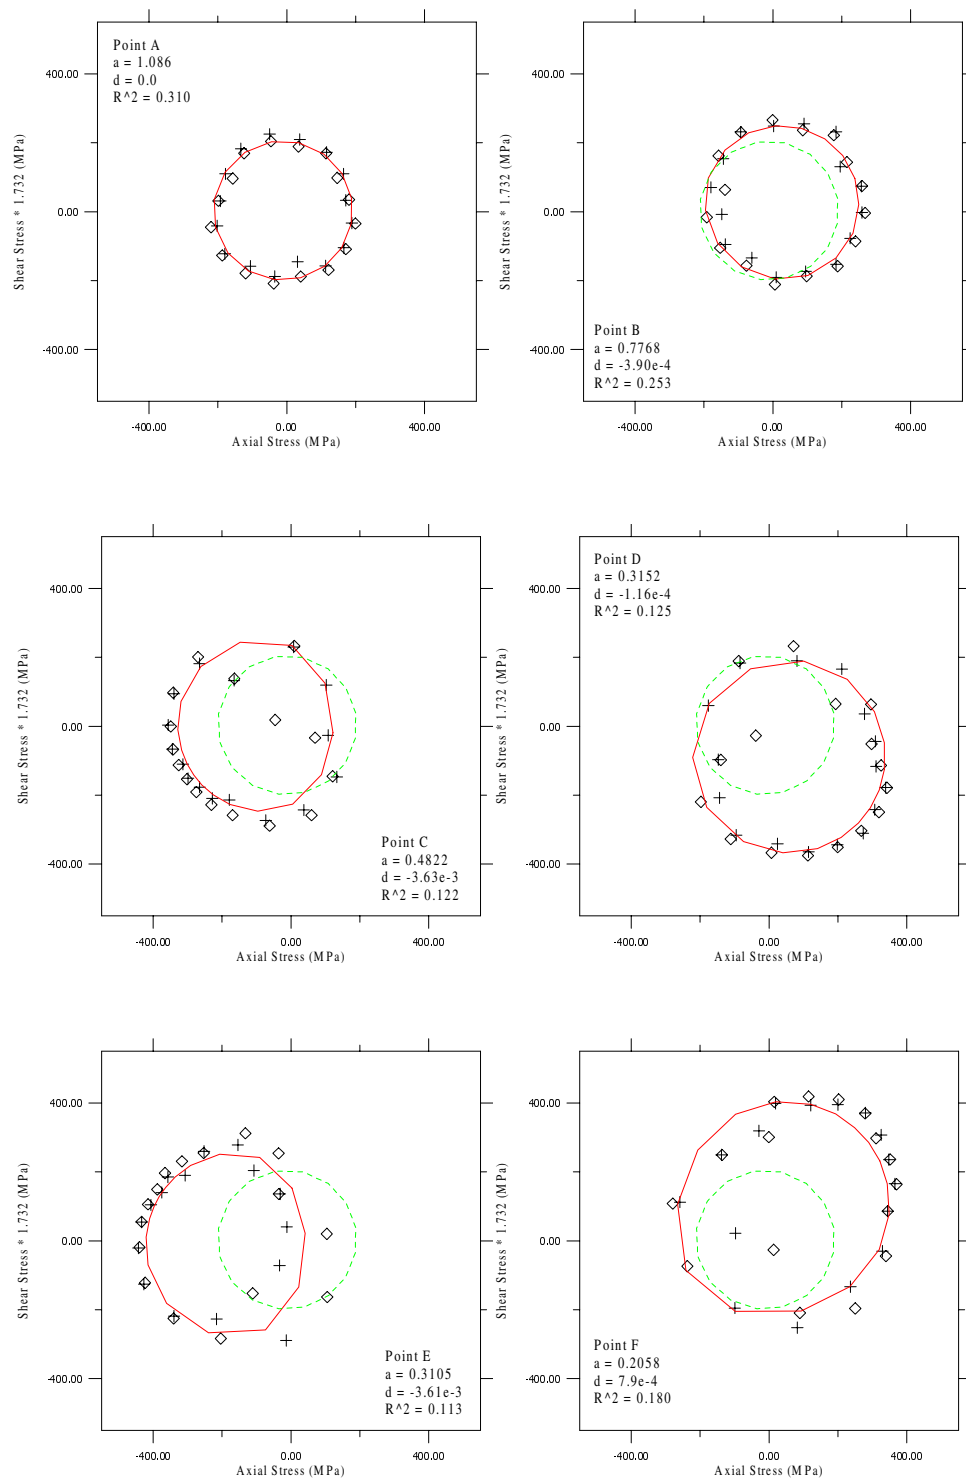 Point A
a = 1.086
d = 0.0
R^2 = 0.310
400.00
0.00
-400.00
Shear Stress * 1.732 (MPa)
-400.00 0.00 400.00
Axial Stress (MPa)
400.00
0.00
-400.00
Shear Stress * 1.732 (MPa)
Point B
a = 0.7768
d = -3.90e-4
R^2 = 0.253
-400.00 0.00 400.00
Axial Stress (MPa)
400.00
0.00
-400.00
Shear Stress * 1.732 (MPa)
Point C
a = 0.4822
d = -3.63e-3
R^2 = 0.122
-400.00 0.00 400.00
Axial Stress (MPa)
Point D
a = 0.3152
d = -1.16e-4
R^2 = 0.125
400.00
0.00
-400.00
Shear Stress * 1.732 (MPa)
-400.00 0.00 400.00
Axial Stress (MPa)
400.00
0.00
-400.00
Shear Stress * 1.732 (MPa)
Point E
a = 0.3105
d = -3.61e-3
R^2 = 0.113
-400.00 0.00 400.00
Axial Stress (MPa)
400.00
0.00
-400.00
Shear Stress * 1.732 (MPa)
Point F
a = 0.2058
d = 7.9e-4
R^2 = 0.180
-400.00 0.00 400.00
Axial Stress (MPa)